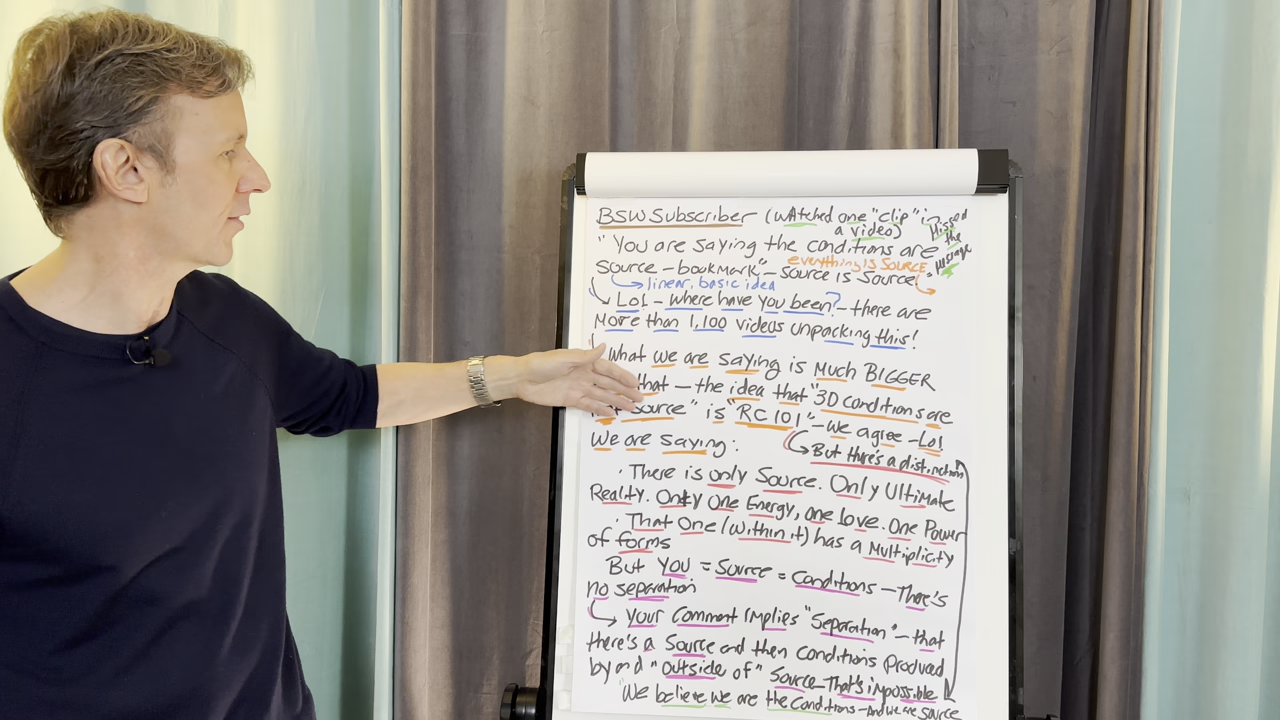 BSW Subscriber (watched one "clip" in
a video)
Missed
the
Message
"You are saying the conditions are
everything is source
Source - bookmark" - source is source"
linear, basic idea
Lol - where have you been? - there are
More than 1,100 videos unpacking this!
What we are saying is Much BIGGER
that - the idea that "3D conditions are
source" is "RC 101" - we agree - Lol
But there's a distinction
We are saying:
· There is only Source. Only Ultimate
Reality. Only One Energy, one love. One Power
· That One (within it) has a Multiplicity
of forms
But You = Source = Conditions - There's
no separation
Your Comment Implies "Separation" - that
there's a Source and then conditions produced
by and "outside of" Source - That's impossible
"We believe we are the Conditions - And we are source